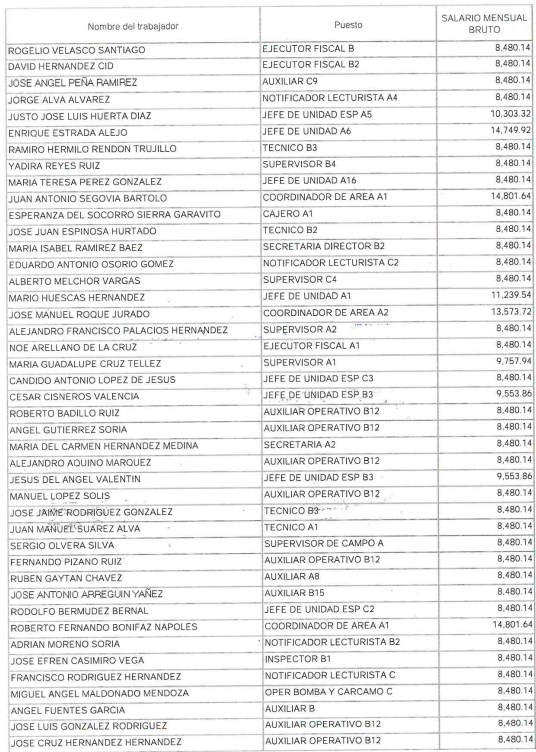 Nombre del trabajador Puesto SALARIO MENSUAL BRUTO
ROGELIO VELASCO SANTIAGO EJECUTOR FISCAL B 8,480.14
DAVID HERNANDEZ CID EJECUTOR FISCAL B2 8,480.14
JOSE ANGEL PEÑA RAMIREZ AUXILIAR C9 8,480.14
JORGE ALVA ALVAREZ NOTIFICADOR LECTURISTA A4 8,480.14
JUSTO JOSE LUIS HUERTA DIAZ JEFE DE UNIDAD ESP A5 10,303.32
ENRIQUE ESTRADA ALEJO JEFE DE UNIDAD A6 14,749.92
RAMIRO HERMILO RENDON TRUJILLO TECNICO B3 8,480.14
YADIRA REYES RUIZ SUPERVISOR B4 8,480.14
MARIA TERESA PEREZ GONZALEZ JEFE DE UNIDAD A16 8,480.14
JUAN ANTONIO SEGOVIA BARTOLO COORDINADOR DE AREA A1 14,801.64
ESPERANZA DEL SOCORRO SIERRA GARAVITO CAJERO A1 8,480.14
JOSE JUAN ESPINOSA HURTADO TECNICO B2 8,480.14
MARIA ISABEL RAMIREZ BAEZ SECRETARIA DIRECTOR B2 8,480.14
EDUARDO ANTONIO OSORIO GOMEZ NOTIFICADOR LECTURISTA C2 8,480.14
ALBERTO MELCHOR VARGAS SUPERVISOR C4 8,480.14
MARIO HUESCAS HERNANDEZ JEFE DE UNIDAD A1 11,239.54
JOSE MANUEL ROQUE JURADO COORDINADOR DE AREA A2 13,573.72
ALEJANDRO FRANCISCO PALACIOS HERNANDEZ SUPERVISOR A2 8,480.14
NOE ARELLANO DE LA CRUZ EJECUTOR FISCAL A1 8,480.14
MARIA GUADALUPE CRUZ TELLEZ SUPERVISOR A1 9,757.94
CANDIDO ANTONIO LOPEZ DE JESUS JEFE DE UNIDAD ESP C3 8,480.14
CESAR CISNEROS VALENCIA JEFE DE UNIDAD ESP B3 9,553.86
ROBERTO BADILLO RUIZ AUXILIAR OPERATIVO B12 8,480.14
ANGEL GUTIERREZ SORIA AUXILIAR OPERATIVO B12 8,480.14
MARIA DEL CARMEN HERNANDEZ MEDINA SECRETARIA A2 8,480.14
ALEJANDRO AQUINO MARQUEZ AUXILIAR OPERATIVO B12 8,480.14
JESUS DEL ANGEL VALENTIN JEFE DE UNIDAD ESP B3 9,553.86
MANUEL LOPEZ SOLIS AUXILIAR OPERATIVO B12 8,480.14
JOSE JAIME RODRIGUEZ GONZALEZ TECNICO B3 8,480.14
JUAN MANUEL SUAREZ ALVA TECNICO A1 8,480.14
SERGIO OLVERA SILVA SUPERVISOR DE CAMPO A 8,480.14
FERNANDO PIZANO RUIZ AUXILIAR OPERATIVO B12 8,480.14
RUBEN GAYTAN CHAVEZ AUXILIAR A8 8,480.14
JOSE ANTONIO ARREGUIN YAÑEZ AUXILIAR B15 8,480.14
RODOLFO BERMUDEZ BERNAL JEFE DE UNIDAD ESP C2 8,480.14
ROBERTO FERNANDO BONIFAZ NAPOLES COORDINADOR DE AREA A1 14,801.64
ADRIAN MORENO SORIA NOTIFICADOR LECTURISTA B2 8,480.14
JOSE EFREN CASIMIRO VEGA INSPECTOR B1 8,480.14
FRANCISCO RODRIGUEZ HERNANDEZ NOTIFICADOR LECTURISTA C 8,480.14
MIGUEL ANGEL MALDONADO MENDOZA OPER BOMBA Y CARCAMO C 8,480.14
ANGEL FUENTES GARCIA AUXILIAR B 8,480.14
JOSE LUIS GONZALEZ RODRIGUEZ AUXILIAR OPERATIVO B12 8,480.14
JOSE CRUZ HERNANDEZ HERNANDEZ AUXILIAR OPERATIVO B12 8,480.14